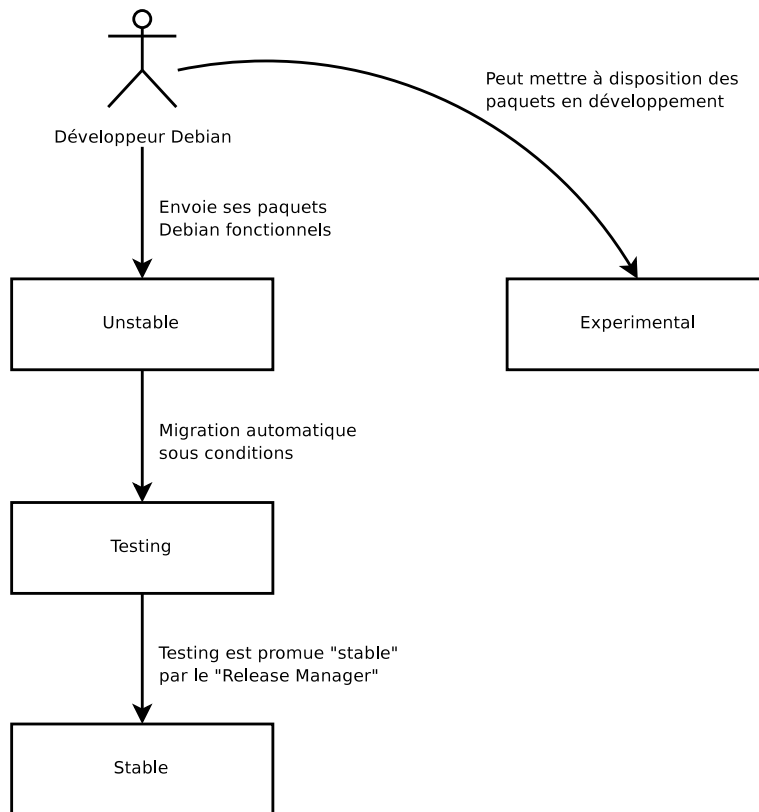 Peut mettre à disposition des
paquets en développement
Développeur Debian
Envoie ses paquets
Debian fonctionnels
Unstable
Experimental
Migration automatique
sous conditions
Testing
Testing est promue "stable"
par le "Release Manager"
Stable